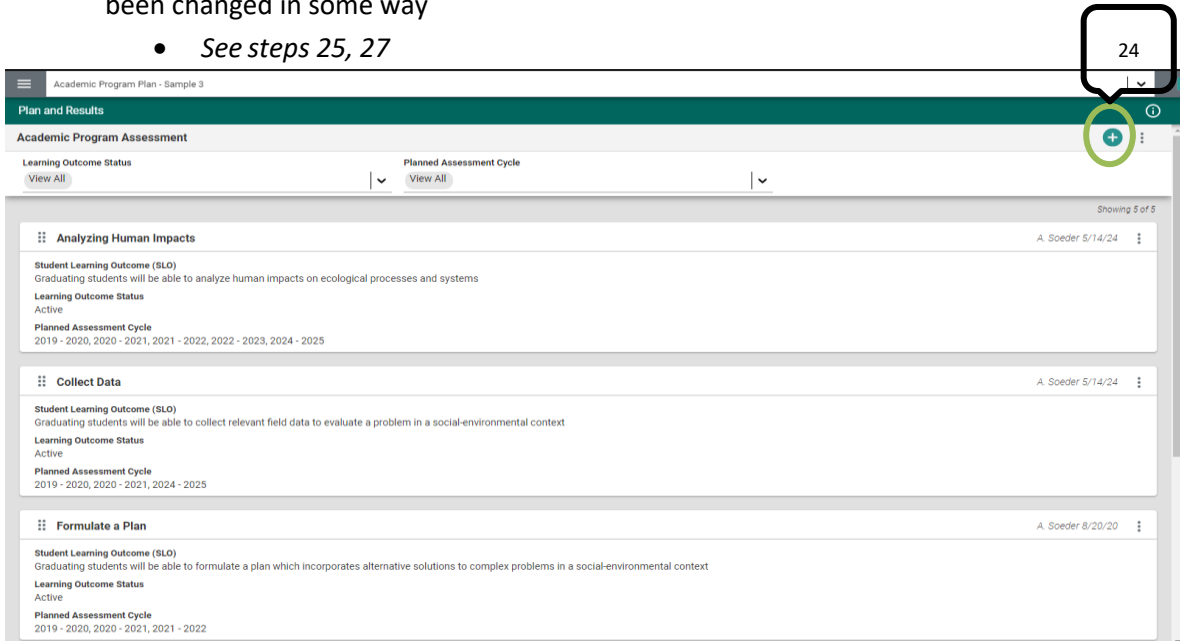 been changed in some way
• See steps 25, 27
24
Academic Program Plan - Sample 3
Plan and Results
Academic Program Assessment
Learning Outcome Status
Planned Assessment Cycle
View All
View All
Showing 5 of 5
Analyzing Human Impacts
A. Soeder 5/14/24
Student Learning Outcome (SLO)
Graduating students will be able to analyze human impacts on ecological processes and systems
Learning Outcome Status
Active
Planned Assessment Cycle
2019 - 2020, 2020 - 2021, 2021 - 2022, 2022 - 2023, 2024 - 2025
Collect Data
A. Soeder 5/14/24
Student Learning Outcome (SLO)
Graduating students will be able to collect relevant field data to evaluate a problem in a social-environmental context
Learning Outcome Status
Active
Planned Assessment Cycle
2019 - 2020, 2020 - 2021, 2024 - 2025
Formulate a Plan
A. Soeder 8/20/20
Student Learning Outcome (SLO)
Graduating students will be able to formulate a plan which incorporates alternative solutions to complex problems in a social-environmental context
Learning Outcome Status
Active
Planned Assessment Cycle
2019 - 2020, 2020 - 2021, 2021 - 2022